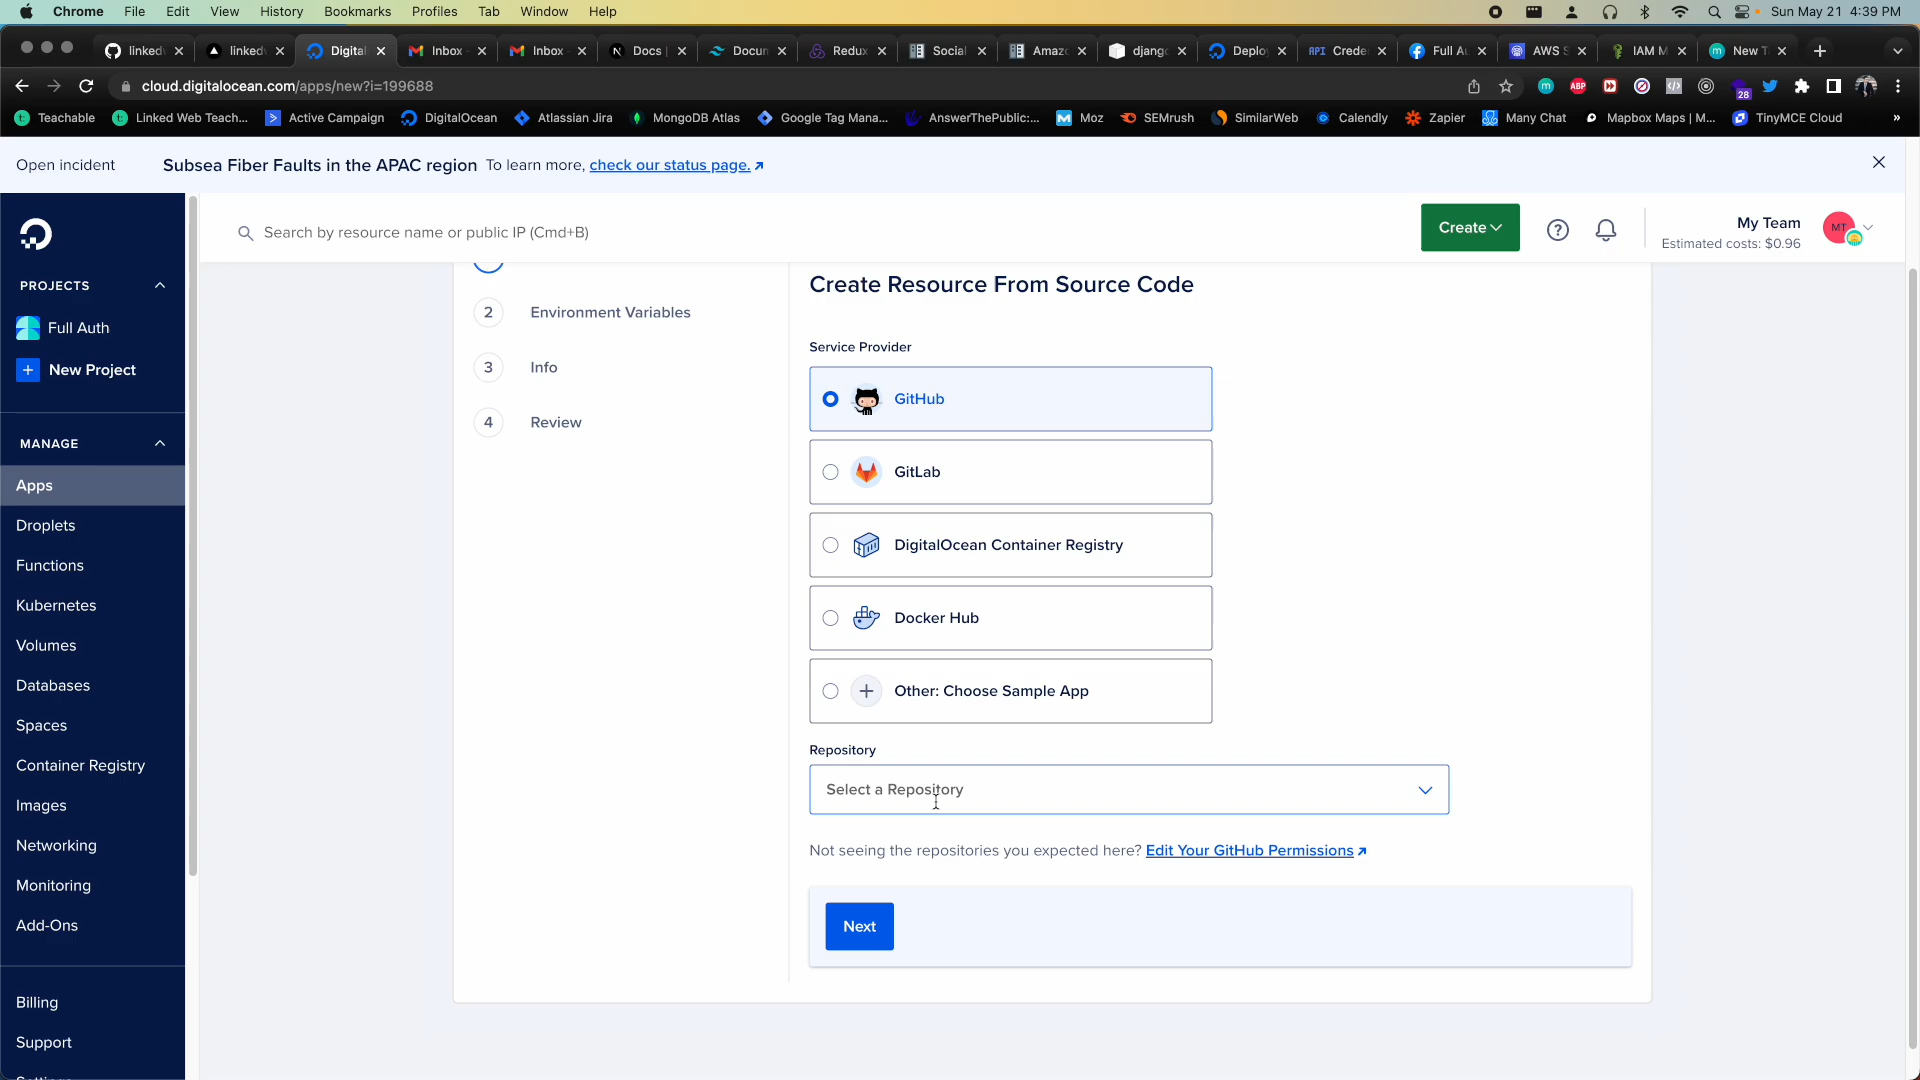 Chrome File Edit View History Bookmarks Profiles Tab Window Help Sun May 21 4:39 PM
linked linked Digital Inbox - Inbox - Docs | Docum Redux Social Amazo django Deploy API Crede Full Au AWS S IAM M New T
cloud.digitalocean.com/apps/new?i=199688
ABP 28
Teachable Linked Web Teach... Active Campaign DigitalOcean Atlassian Jira MongoDB Atlas Google Tag Mana... AnswerThePublic:... Moz SEMrush SimilarWeb Calendly Zapier Many Chat Mapbox Maps | M... TinyMCE Cloud »
Open incident Subsea Fiber Faults in the APAC region To learn more, check our status page.
Search by resource name or public IP (Cmd+B)
Create
My Team
Estimated costs: $0.96
MT
PROJECTS
Full Auth
New Project
MANAGE
Apps
Droplets
Functions
Kubernetes
Volumes
Databases
Spaces
Container Registry
Images
Networking
Monitoring
Add-Ons
Billing
Support
Settings
2 Environment Variables
3 Info
4 Review
Create Resource From Source Code
Service Provider
GitHub
GitLab
DigitalOcean Container Registry
Docker Hub
Other: Choose Sample App
Repository
Select a Repository
Not seeing the repositories you expected here? Edit Your GitHub Permissions
Next